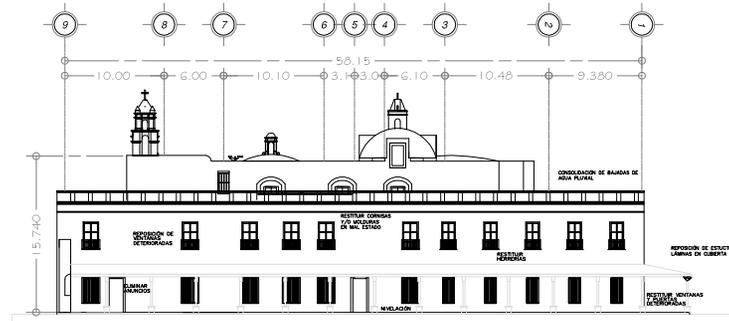 9 8 7 6 5 4 3 2 1
58.15
10.00 6.00 10.10 3.1 3.0 6.10 10.48 9.380
CONSOLIDACIÓN DE BAJADAS DE
AGUA PLUVIAL
15.740
RESTITUIR CORNISAS
Y/O MOLDURAS
EN MAL ESTADO
REPOSICIÓN DE
VENTANAS
DETERIORADAS
RESTITUIR
HERRERÍAS
REPOSICIÓN DE ESTUCT
LÁMINAS EN CUBIERTA
ELIMINAR
ANUNCIOS
RESTITUIR VENTANAS
Y PUERTAS
DETERIORADAS
NIVELACIÓN